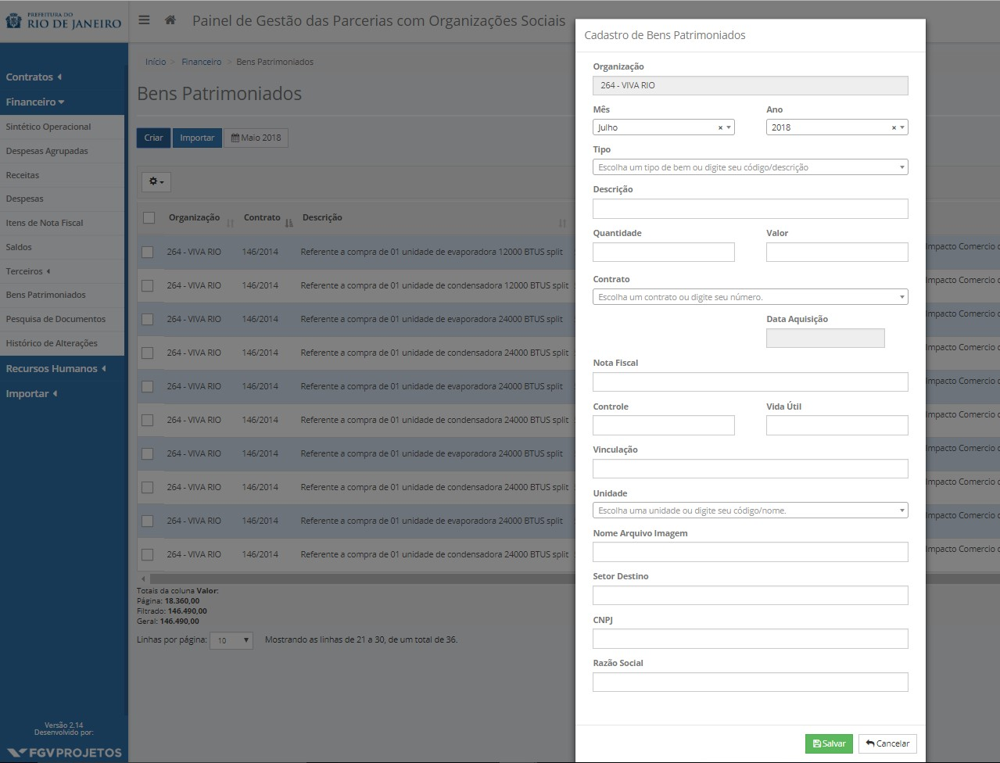 PREFEITURA DO
RIO DE JANEIRO
Painel de Gestão das Parcerias com Organizações Sociais
Contratos
Financeiro
Sintético Operacional
Despesas Agrupadas
Receitas
Despesas
Itens de Nota Fiscal
Saldos
Terceiros
Bens Patrimoniados
Pesquisa de Documentos
Histórico de Alterações
Recursos Humanos
Importar
Versão 2.14
Desenvolvido por:
FGV PROJETOS
Início > Financeiro > Bens Patrimoniados
Bens Patrimoniados
Criar Importar Maio 2018
Organização Contrato Descrição
264 - VIVA RIO 146/2014 Referente a compra de 01 unidade de evaporadora 12000 BTUS split Impacto Comercio
264 - VIVA RIO 146/2014 Referente a compra de 01 unidade de condensadora 12000 BTUS split Impacto Comercio
264 - VIVA RIO 146/2014 Referente a compra de 01 unidade de evaporadora 24000 BTUS split Impacto Comercio
264 - VIVA RIO 146/2014 Referente a compra de 01 unidade de condensadora 24000 BTUS split Impacto Comercio
264 - VIVA RIO 146/2014 Referente a compra de 01 unidade de evaporadora 24000 BTUS split Impacto Comercio
264 - VIVA RIO 146/2014 Referente a compra de 01 unidade de condensadora 24000 BTUS split Impacto Comercio
264 - VIVA RIO 146/2014 Referente a compra de 01 unidade de evaporadora 24000 BTUS split Impacto Comercio
264 - VIVA RIO 146/2014 Referente a compra de 01 unidade de condensadora 24000 BTUS split Impacto Comercio
264 - VIVA RIO 146/2014 Referente a compra de 01 unidade de evaporadora 24000 BTUS split Impacto Comercio
264 - VIVA RIO 146/2014 Referente a compra de 01 unidade de condensadora 24000 BTUS split Impacto Comercio
Totais da coluna Valor:
Página: 18.360,00
Filtrado: 146.490,00
Geral: 146.490,00
Linhas por página: 10 Mostrando as linhas de 21 a 30, de um total de 36.
Cadastro de Bens Patrimoniados
Organização
264 - VIVA RIO
Mês Ano
Julho × 2018 ×
Tipo
Escolha um tipo de bem ou digite seu código/descrição
Descrição
Quantidade Valor
Contrato
Escolha um contrato ou digite seu número.
Data Aquisição
Nota Fiscal
Controle Vida Útil
Vinculação
Unidade
Escolha uma unidade ou digite seu código/nome.
Nome Arquivo Imagem
Setor Destino
CNPJ
Razão Social
Salvar Cancelar